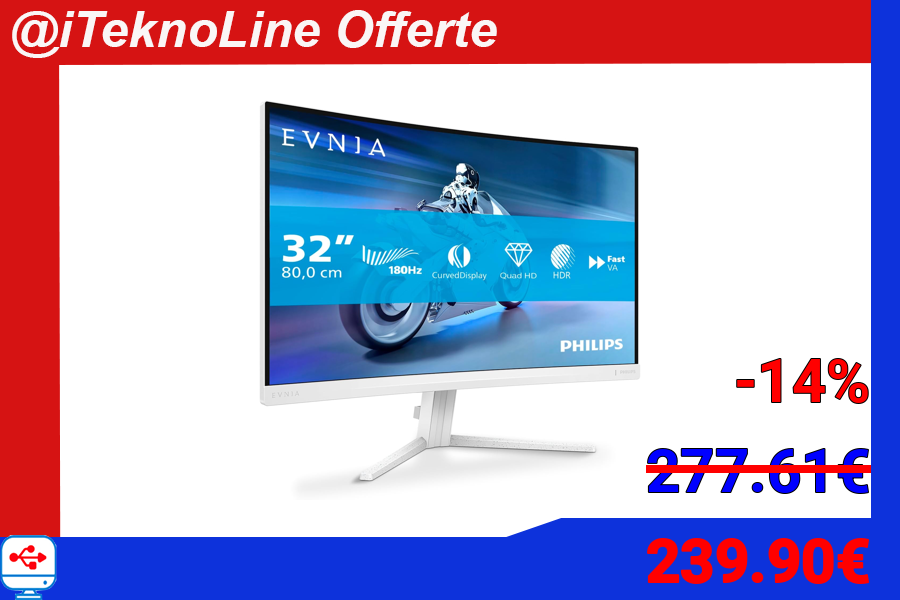 @iTeknoLine Offerte
EVNIA
32”
80,0 cm
180Hz
CurvedDisplay
Quad HD
HDR
Fast
VA
PHILIPS
EVNIA
-14%
277.61€
239.90€